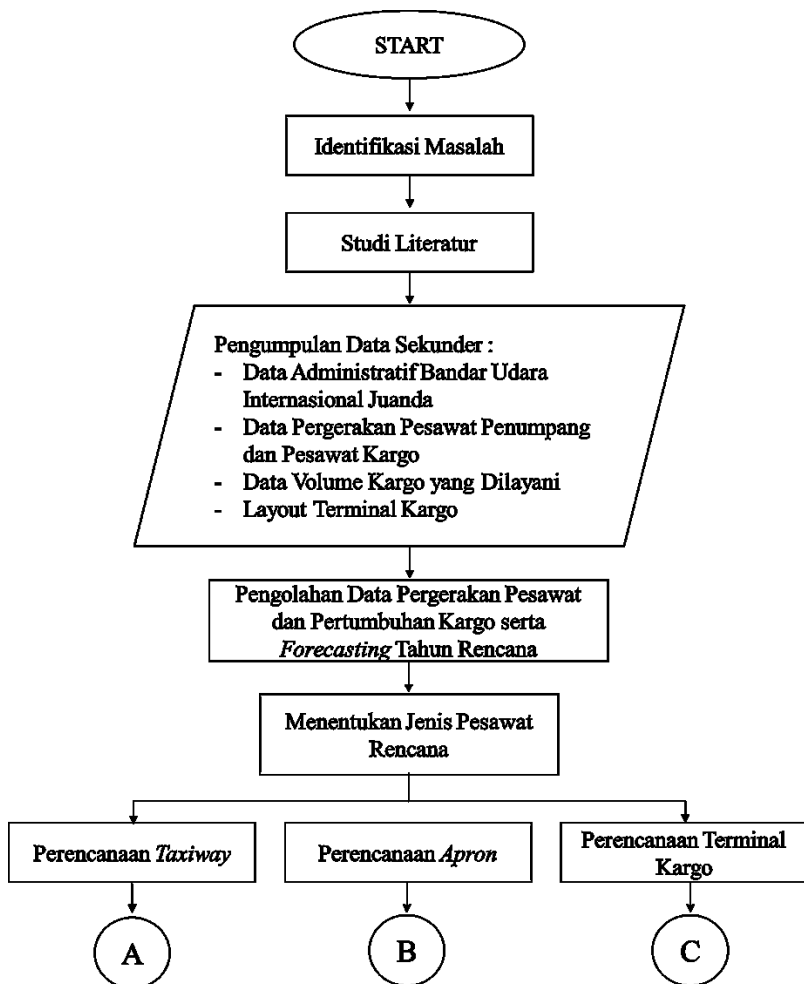 START
Identifikasi Masalah
Studi Literatur
Pengumpulan Data Sekunder :
- Data Administratif Bandar Udara
Internasional Juanda
- Data Pergerakan Pesawat Penumpang
dan Pesawat Kargo
- Data Volume Kargo yang Dilayani
- Layout Terminal Kargo
Pengolahan Data Pergerakan Pesawat
dan Pertumbuhan Kargo serta
Forecasting Tahun Rencana
Menentukan Jenis Pesawat
Rencana
Perencanaan Taxiway
Perencanaan Apron
Perencanaan Terminal
Kargo
A
B
C